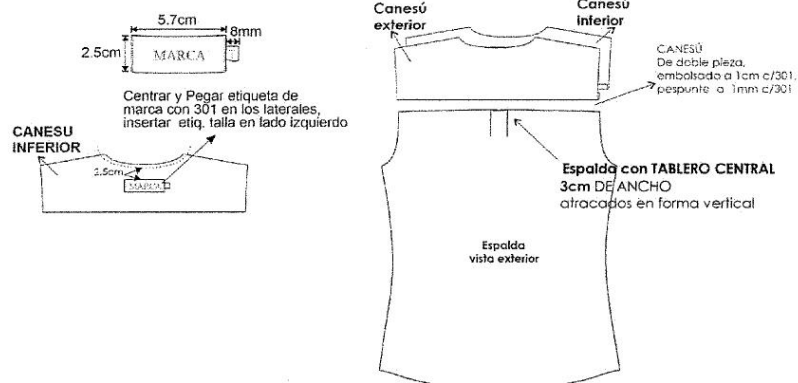 5.7cm
8mm
2.5cm
MARCA
Centrar y Pegar etiqueta de
marca con 301 en los laterales,
insertar etiq. talla en lado izquierdo
CANESU
INFERIOR
2.5cm
MARCA
Canesú
exterior
Canesú
inferior
CANESÚ
De doble pieza,
embolsado a 1cm c/301,
pespunte a 1mm c/301
Espalda con TABLERO CENTRAL
3cm DE ANCHO
atracados en forma vertical
Espalda
vista exterior